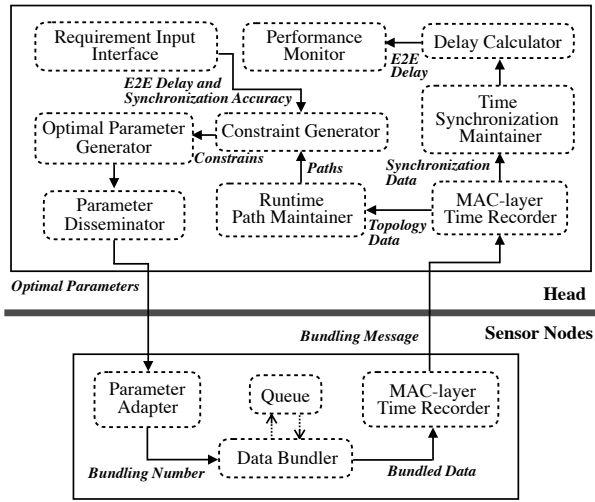 Requirement Input
Interface
Performance
Monitor
Delay Calculator
E2E
Delay
E2E Delay and
Synchronization Accuracy
Time
Synchronization
Maintainer
Optimal Parameter
Generator
Constraint Generator
Constrains
Paths
Synchronization
Data
Parameter
Disseminator
Runtime
Path Maintainer
MAC-layer
Time Recorder
Topology
Data
Optimal Parameters
Head
Bundling Message
Sensor Nodes
Parameter
Adapter
Queue
MAC-layer
Time Recorder
Data Bundler
Bundling Number
Bundled Data